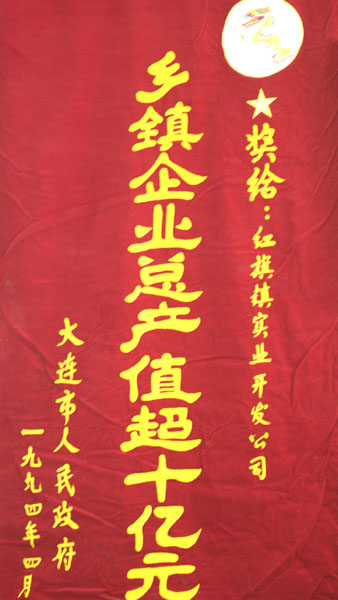 ★奖给：红旗镇实业开发公司
乡镇企业总产值超十亿元
大连市人民政府
一九九四年四月